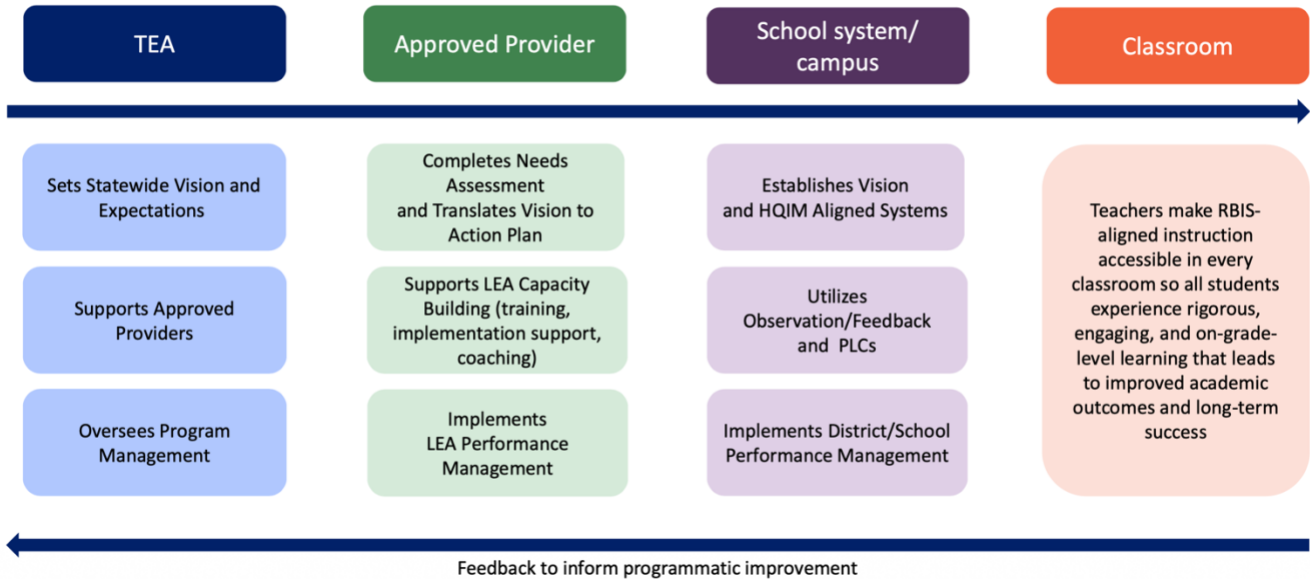 TEA
Approved Provider
School system/
campus
Classroom
Sets Statewide Vision and
Expectations
Completes Needs
Assessment
and Translates Vision to
Action Plan
Establishes Vision
and HQIM Aligned Systems
Teachers make RBIS-
aligned instruction
accessible in every
classroom so all students
experience rigorous,
engaging, and on-grade-
level learning that leads
to improved academic
outcomes and long-term
success
Supports Approved
Providers
Supports LEA Capacity
Building (training,
implementation support,
coaching)
Utilizes
Observation/Feedback
and PLCs
Oversees Program
Management
Implements
LEA Performance
Management
Implements District/School
Performance Management
Feedback to inform programmatic improvement